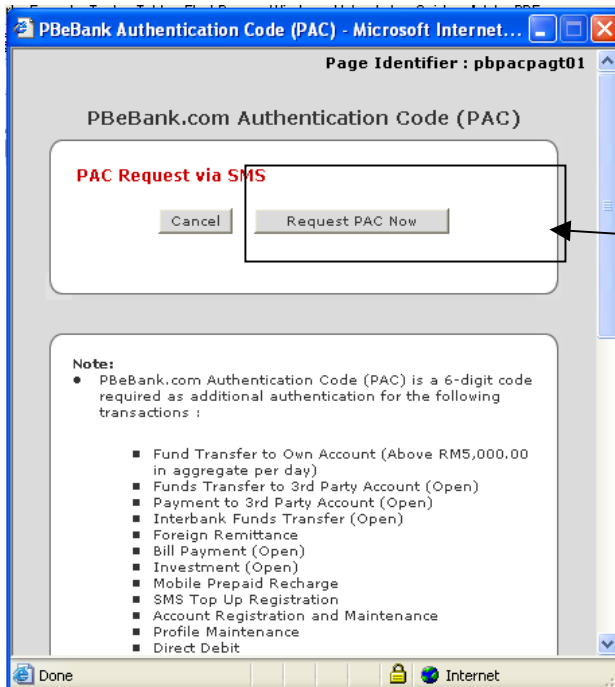 PBeBank Authentication Code (PAC) - Microsoft Internet...
Page Identifier : pbpacpagt01
PBeBank.com Authentication Code (PAC)
PAC Request via SMS
Cancel Request PAC Now
Note:
● PBeBank.com Authentication Code (PAC) is a 6-digit code
required as additional authentication for the following
transactions :
■ Fund Transfer to Own Account (Above RM5,000.00
in aggregate per day)
■ Funds Transfer to 3rd Party Account (Open)
■ Payment to 3rd Party Account (Open)
■ Interbank Funds Transfer (Open)
■ Foreign Remittance
■ Bill Payment (Open)
■ Investment (Open)
■ Mobile Prepaid Recharge
■ SMS Top Up Registration
■ Account Registration and Maintenance
■ Profile Maintenance
■ Direct Debit
Done Internet